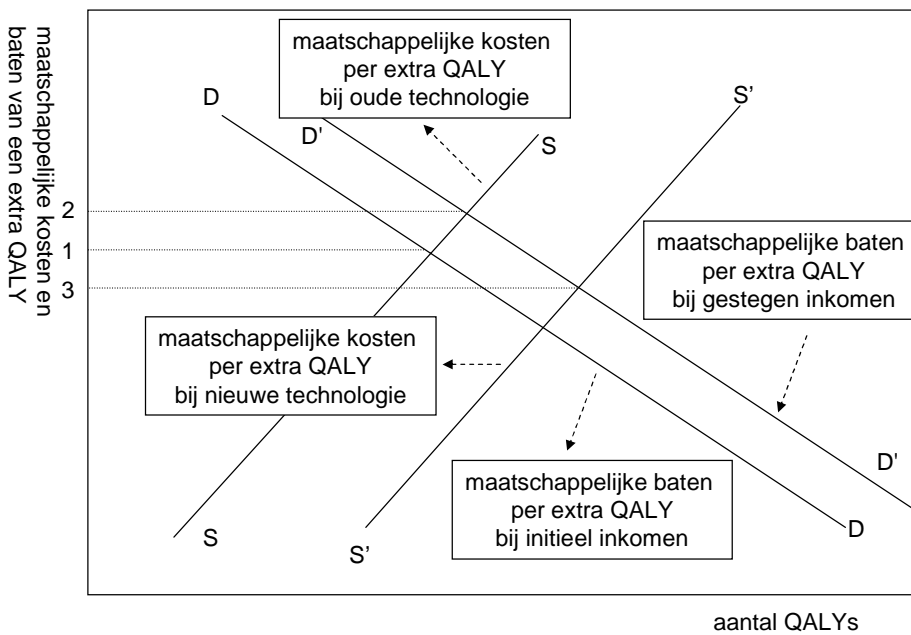 maatschappelijke kosten en
baten van een extra QALY
maatschappelijke kosten
per extra QALY
bij oude technologie
D
D'
S
S'
2
1
3
maatschappelijke baten
per extra QALY
bij gestegen inkomen
maatschappelijke kosten
per extra QALY
bij nieuwe technologie
maatschappelijke baten
per extra QALY
bij initieel inkomen
D'
D
S
S'
aantal QALYs